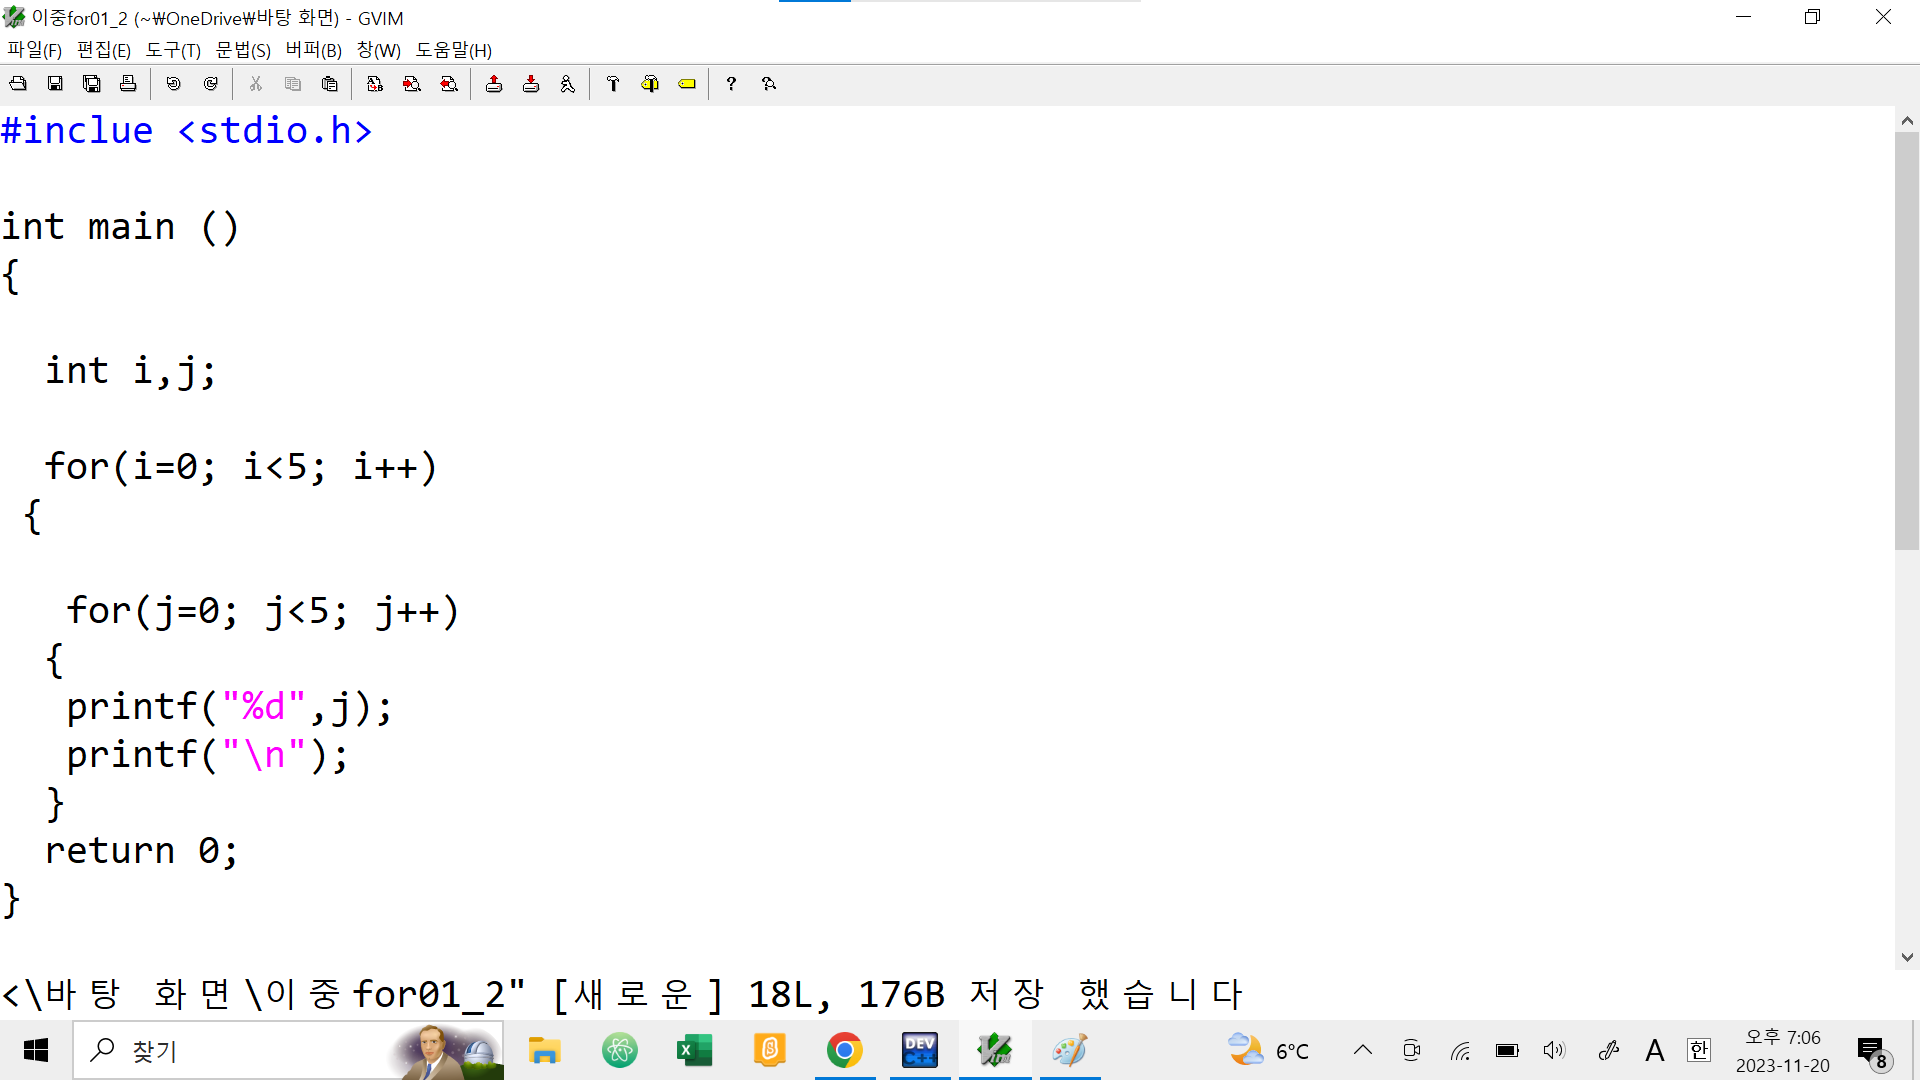 이중for01_2 (~\OneDrive\바탕 화면) - GVIM
파일(F) 편집(E) 도구(T) 문법(S) 버퍼(B) 창(W) 도움말(H)
#inclue <stdio.h>
int main ()
{
int i,j;
for(i=0; i<5; i++)
{
for(j=0; j<5; j++)
{
printf("%d",j);
printf("\n");
}
return 0;
}
<\바탕 화면\이중for01_2" [새로운] 18L, 176B 저장 했습니다
찾기
DEV C++
6°C
A
한
오후 7:06
2023-11-20
8